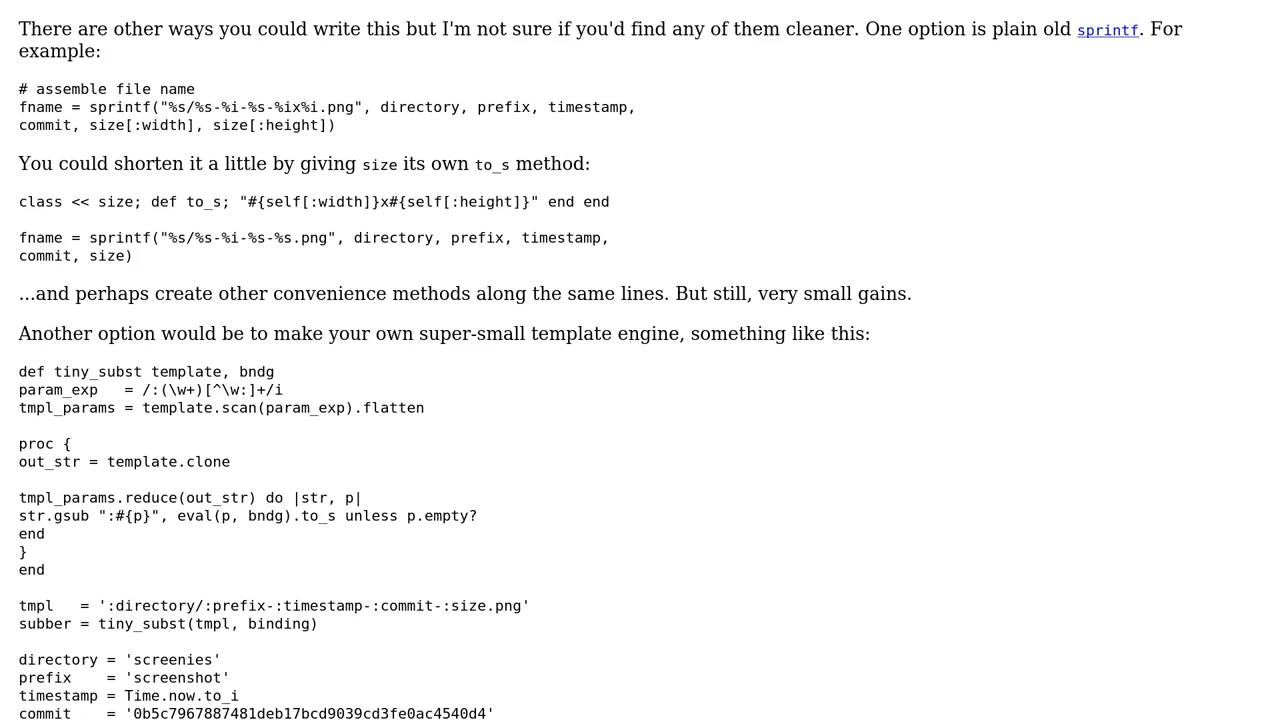 There are other ways you could write this but I'm not sure if you'd find any of them cleaner. One option is plain old sprintf. For
example:
# assemble file name
fname = sprintf("%s/%s-%i-%s-%ix%i.png", directory, prefix, timestamp,
commit, size[:width], size[:height])
You could shorten it a little by giving size its own to_s method:
class << size; def to_s; "#{self[:width]}x#{self[:height]}" end end
fname = sprintf("%s/%s-%i-%s-%s.png", directory, prefix, timestamp,
commit, size)
...and perhaps create other convenience methods along the same lines. But still, very small gains.
Another option would be to make your own super-small template engine, something like this:
def tiny_subst template, bndg
param_exp   = /:(\w+)[^\w:]+/i
tmpl_params = template.scan(param_exp).flatten
proc {
out_str = template.clone
tmpl_params.reduce(out_str) do |str, p|
str.gsub ":#{p}", eval(p, bndg).to_s unless p.empty?
end
}
end
tmpl   = ':directory/:prefix-:timestamp-:commit-:size.png'
subber = tiny_subst(tmpl, binding)
directory = 'screenies'
prefix    = 'screenshot'
timestamp = Time.now.to_i
commit    = '0b5c7967887481deb17bcd9039cd3fe0ac4540d4'